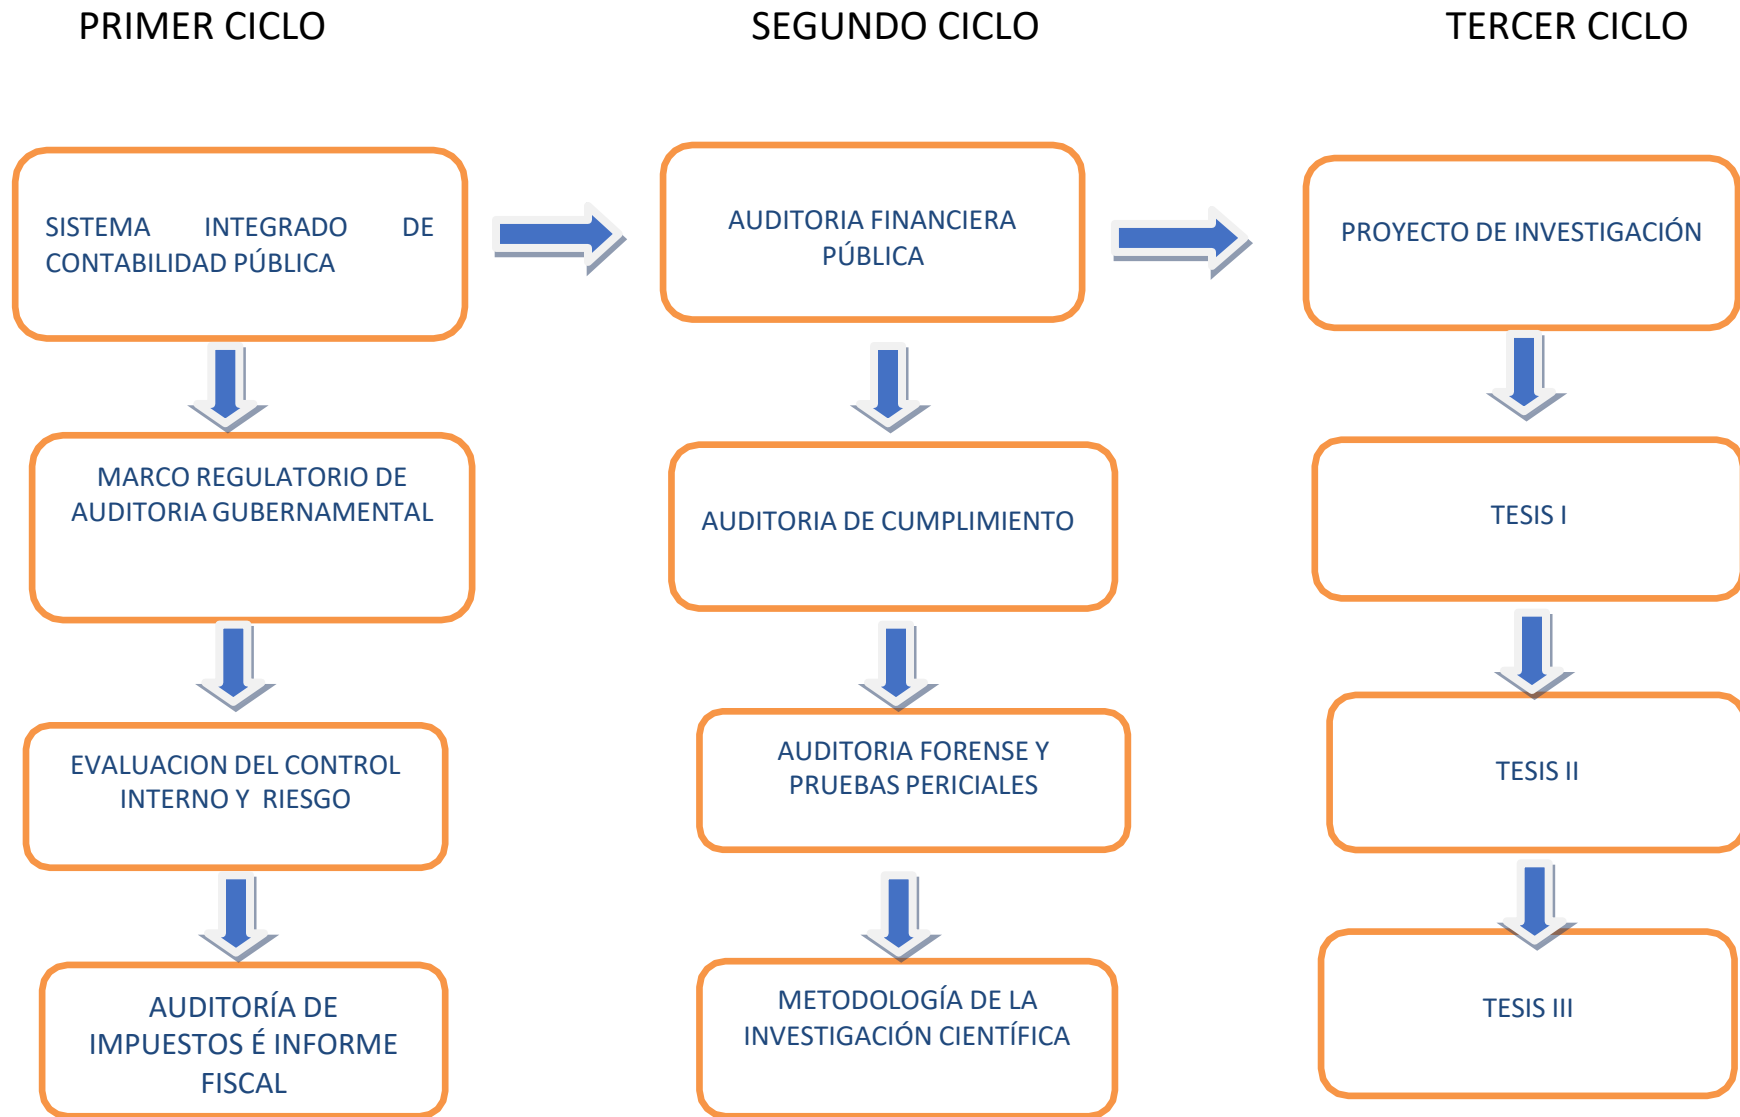 PRIMER CICLO
SEGUNDO CICLO
TERCER CICLO
SISTEMA INTEGRADO DE
CONTABILIDAD PÚBLICA
AUDITORIA FINANCIERA
PÚBLICA
PROYECTO DE INVESTIGACIÓN
MARCO REGULATORIO DE
AUDITORIA GUBERNAMENTAL
AUDITORIA DE CUMPLIMIENTO
TESIS I
EVALUACION DEL CONTROL
INTERNO Y RIESGO
AUDITORIA FORENSE Y
PRUEBAS PERICIALES
TESIS II
AUDITORÍA DE
IMPUESTOS É INFORME
FISCAL
METODOLOGÍA DE LA
INVESTIGACIÓN CIENTÍFICA
TESIS III